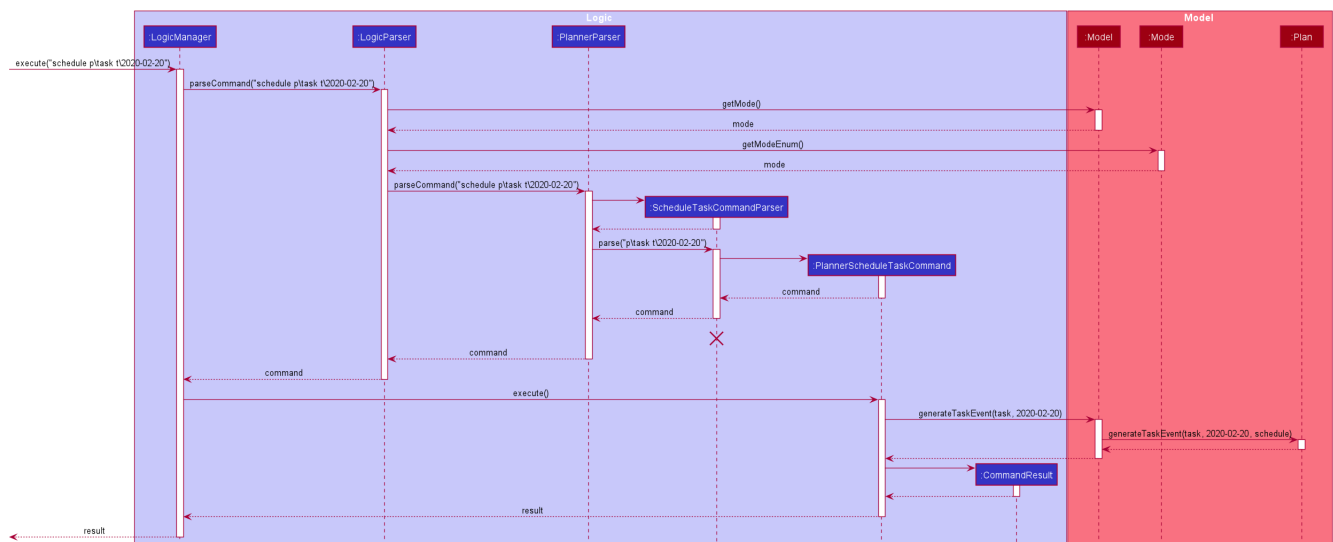 Logic
Model
:LogicManager
:LogicParser
:PlannerParser
:Model
:Mode
:Plan
execute("schedule p\task t\2020-02-20")
parseCommand("schedule p\task t\2020-02-20")
getMode()
mode
getModeEnum()
mode
parseCommand("schedule p\task t\2020-02-20")
:ScheduleTaskCommandParser
parse("p\task t\2020-02-20")
:PlannerScheduleTaskCommand
command
command
command
command
execute()
generateTaskEvent(task, 2020-02-20)
generateTaskEvent(task, 2020-02-20, schedule)
:CommandResult
result
result